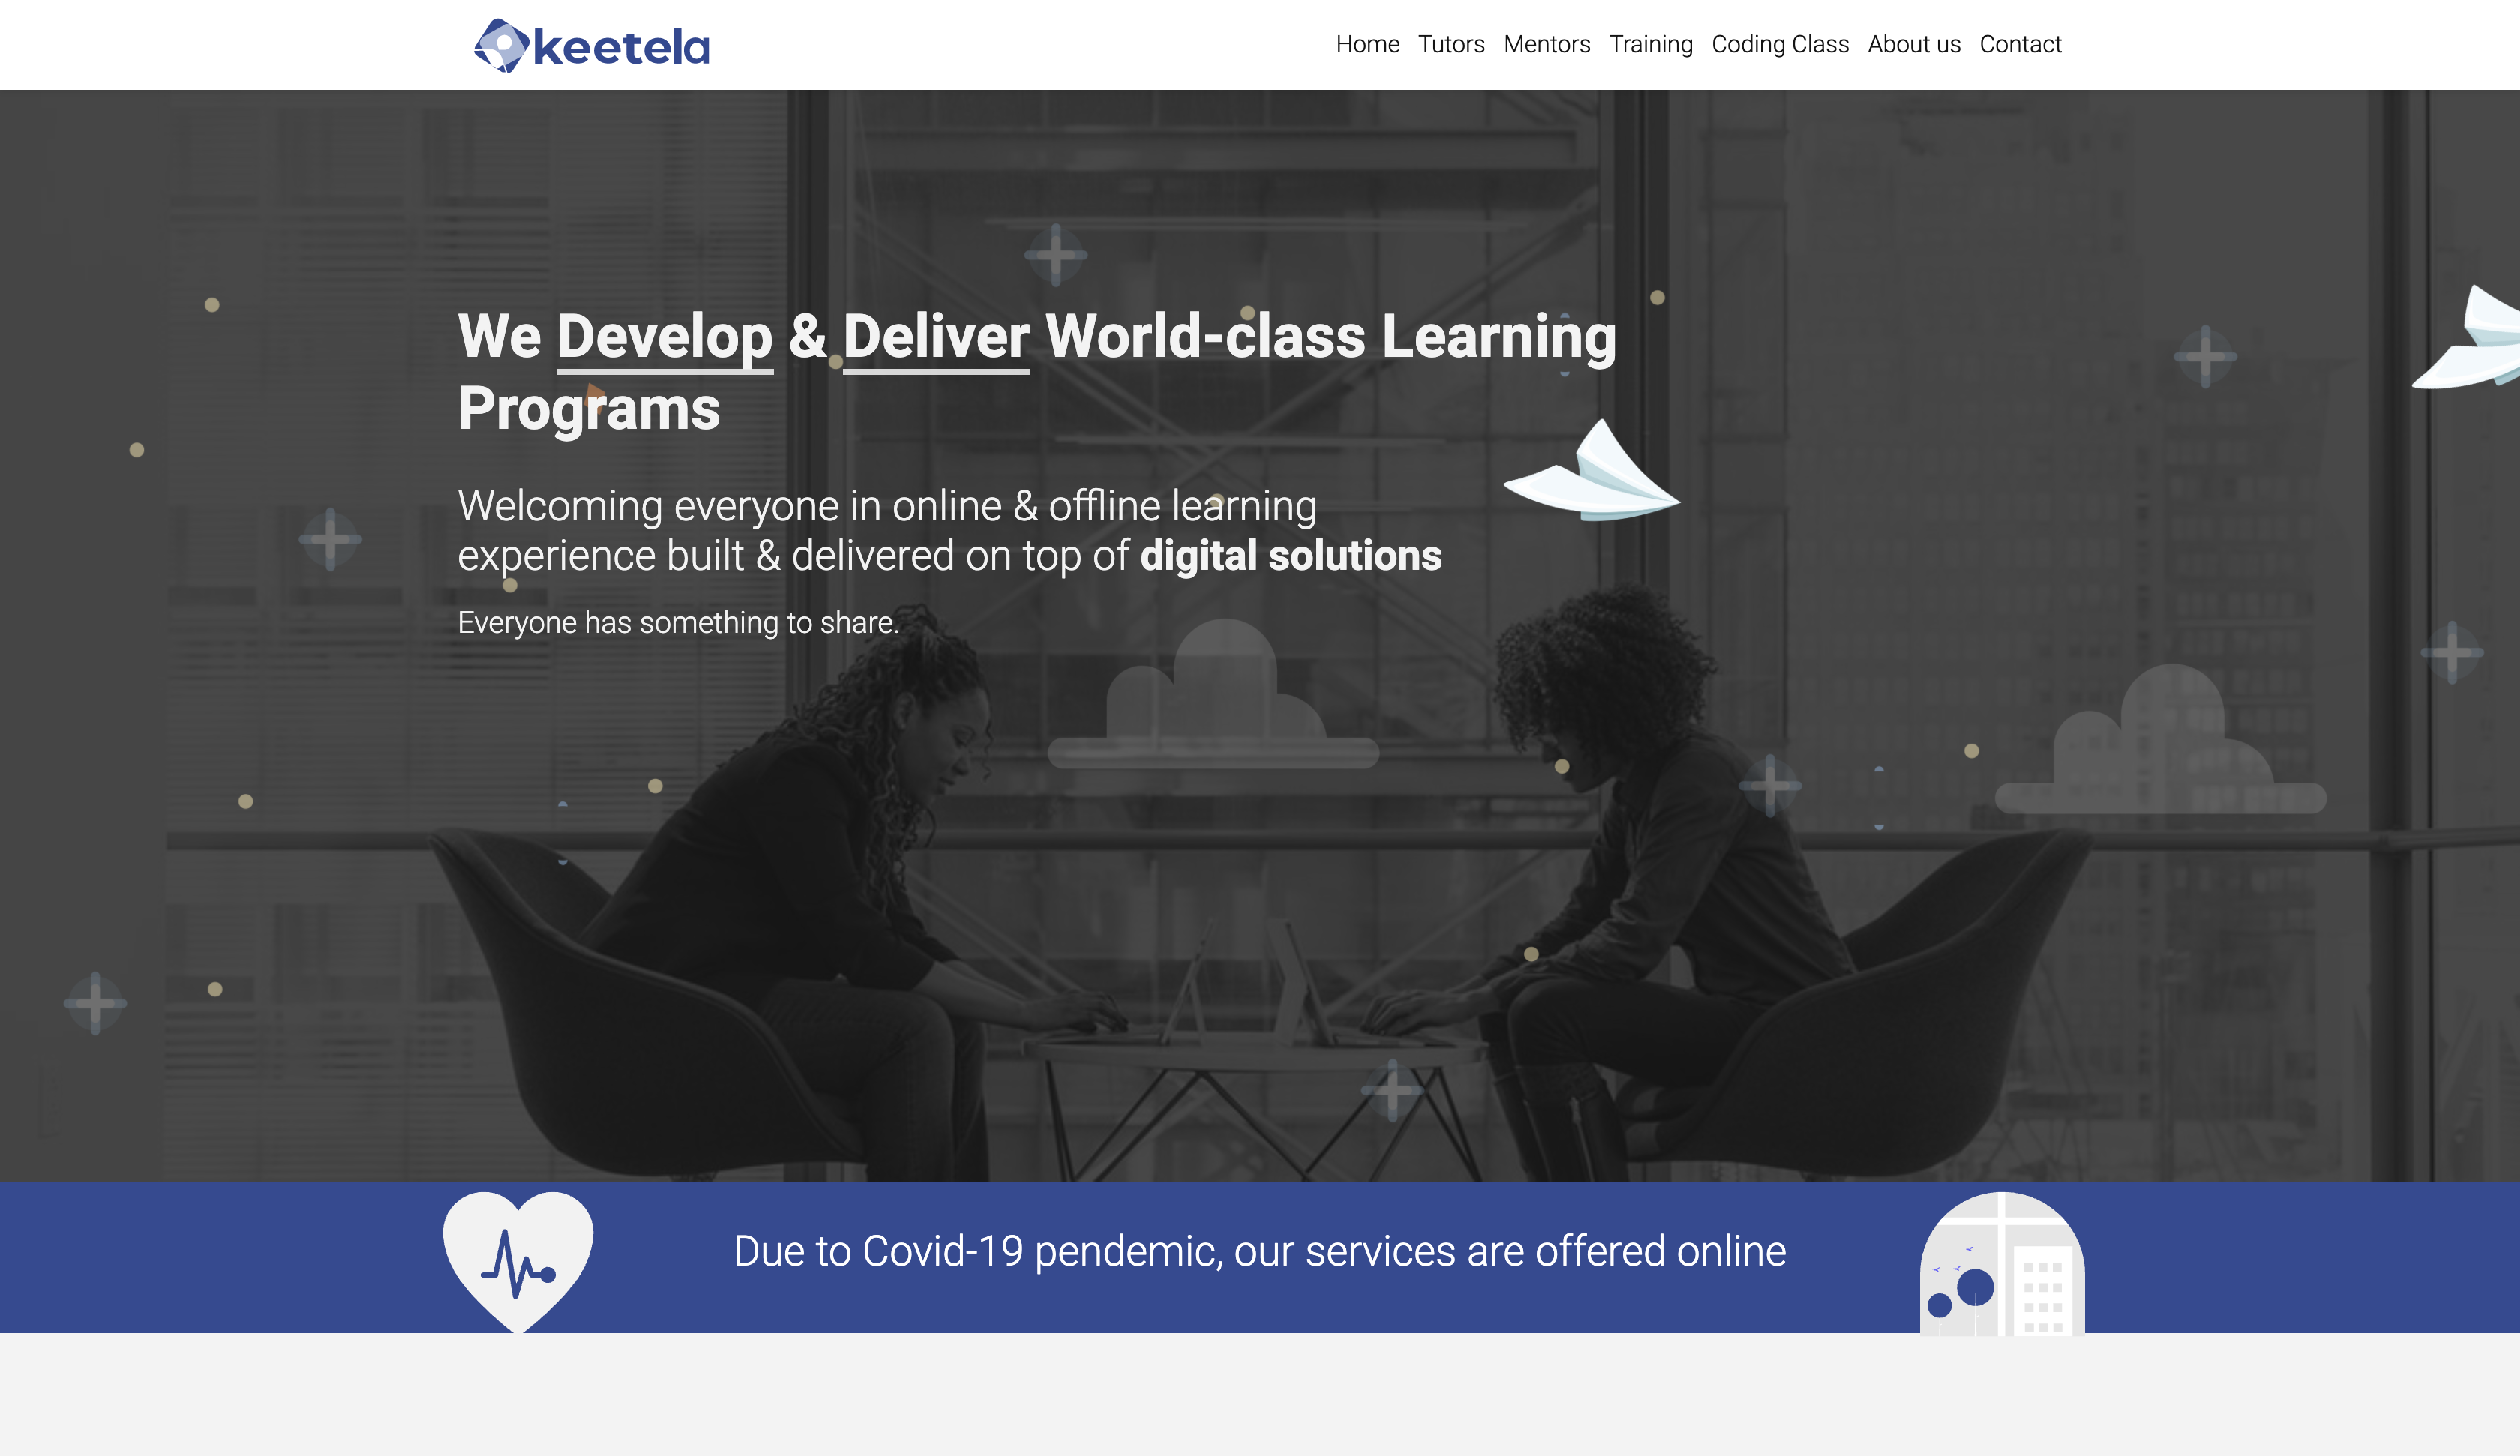 keetela
Home Tutors Mentors Training Coding Class About us Contact
We Develop & Deliver World-class Learning
Programs
Welcoming everyone in online & offline learning
experience built & delivered on top of digital solutions
Everyone has something to share.
Due to Covid-19 pendemic, our services are offered online